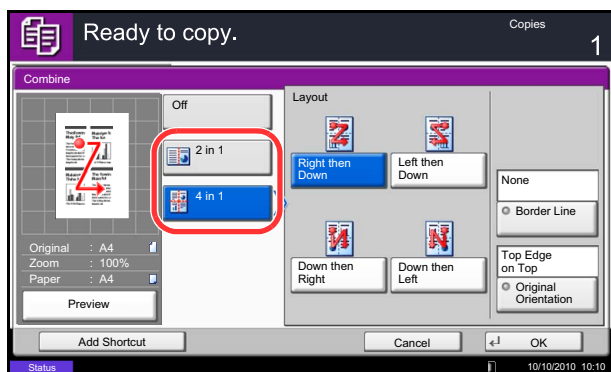 Ready to copy.
Copies
1
Combine
Off
2 in 1
4 in 1
Original : A4
Zoom : 100%
Paper : A4
Preview
Layout
Right then
Down
Left then
Down
Down then
Right
Down then
Left
None
Border Line
Top Edge
on Top
Original
Orientation
Add Shortcut
Cancel
OK
Status
10/10/2010 10:10